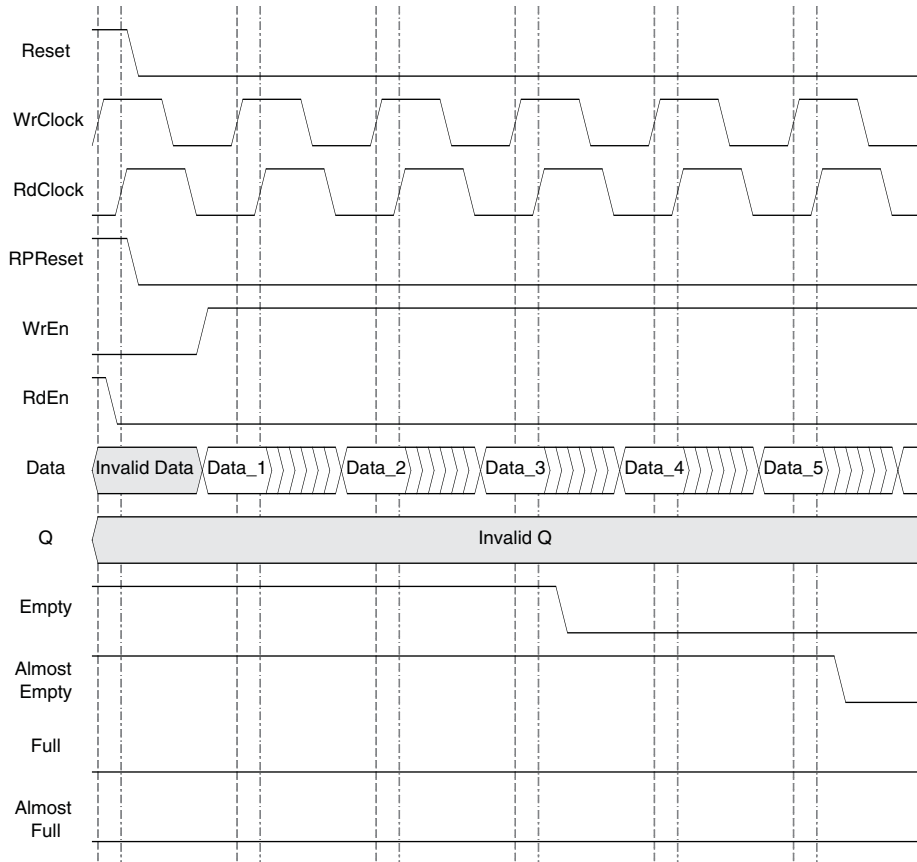 Reset
WrClock
RdClock
RPReset
WrEn
RdEn
Data
Invalid Data
Data_1
Data_2
Data_3
Data_4
Data_5
Q
Invalid Q
Empty
Almost
Empty
Full
Almost
Full